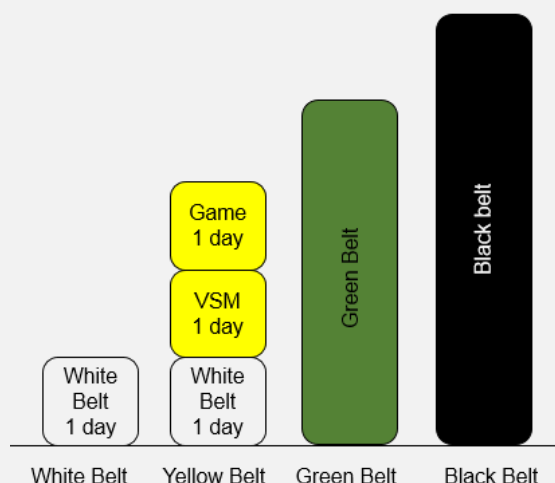 Game
1 day
VSM
1 day
White
Belt
1 day
White
Belt
1 day
Green Belt
Black belt
White Belt
Yellow Belt
Green Belt
Black Belt